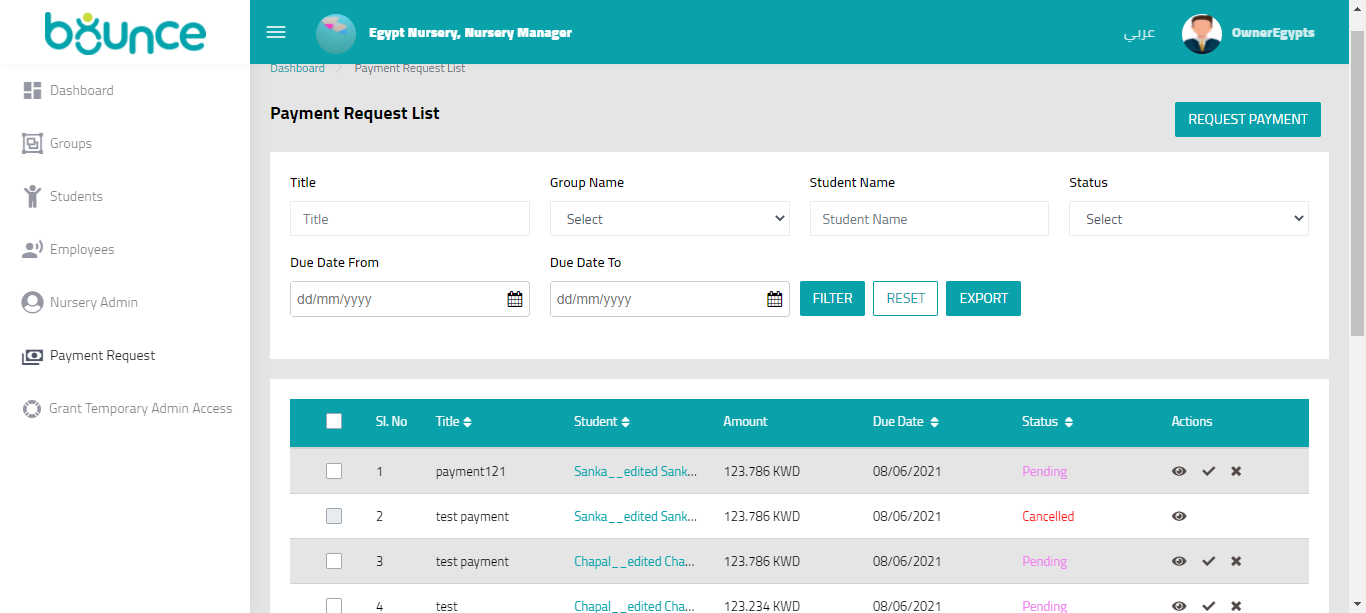 bounce
Egypt Nursery, Nursery Manager
عربي
OwnerEgypts
Dashboard
Groups
Students
Employees
Nursery Admin
Payment Request
Grant Temporary Admin Access
Dashboard > Payment Request List
Payment Request List
REQUEST PAYMENT
Title Group Name Student Name Status
Title Select Student Name Select
Due Date From Due Date To
dd/mm/yyyy dd/mm/yyyy FILTER RESET EXPORT
Sl. No Title Student Amount Due Date Status Actions
1 payment121 Sanka__edited Sank... 123.786 KWD 08/06/2021 Pending
2 test payment Sanka__edited Sank... 123.786 KWD 08/06/2021 Cancelled
3 test payment Chapal__edited Cha... 123.786 KWD 08/06/2021 Pending
4 test Chapal__edited Cha... 123.234 KWD 08/06/2021 Pending